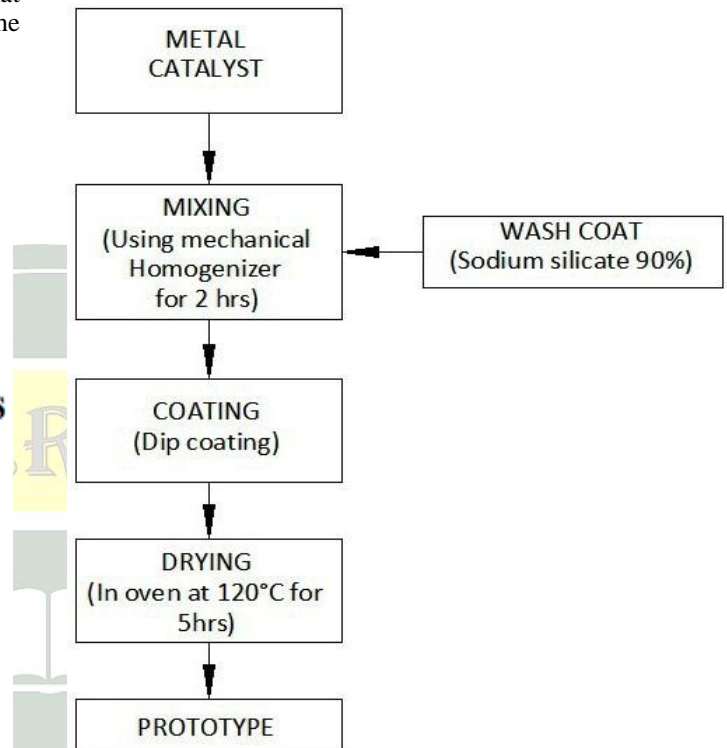 METAL
CATALYST
MIXING
(Using mechanical
Homogenizer
for 2 hrs)
WASH COAT
(Sodium silicate 90%)
COATING
(Dip coating)
DRYING
(In oven at 120°C for
5hrs)
PROTOTYPE